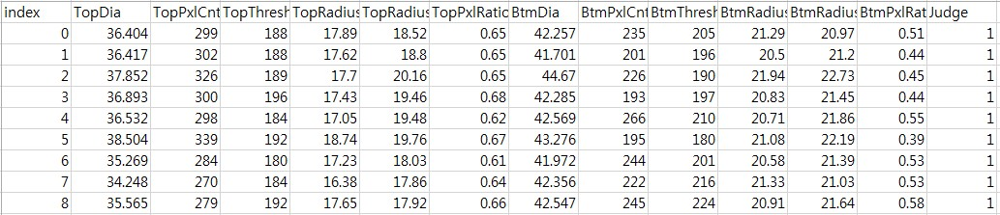 index TopDia TopPxlCnt TopThresh TopRadius TopRadius TopPxlRatio BtmDia BtmPxlCnt BtmThresh BtmRadius BtmRadius BtmPxlRat Judge
0 36.404 299 188 17.89 18.52 0.65 42.257 235 205 21.29 20.97 0.51 1
1 36.417 302 188 17.62 18.8 0.65 41.701 201 196 20.5 21.2 0.44 1
2 37.852 326 189 17.7 20.16 0.65 44.67 226 190 21.94 22.73 0.45 1
3 36.893 300 196 17.43 19.46 0.68 42.285 193 197 20.83 21.45 0.44 1
4 36.532 298 184 17.05 19.48 0.62 42.569 266 210 20.71 21.86 0.55 1
5 38.504 339 192 18.74 19.76 0.67 43.276 195 180 21.08 22.19 0.39 1
6 35.269 284 180 17.23 18.03 0.61 41.972 244 201 20.58 21.39 0.53 1
7 34.248 270 184 16.38 17.86 0.64 42.356 222 216 21.33 21.03 0.53 1
8 35.565 279 192 17.65 17.92 0.66 42.547 245 224 20.91 21.64 0.58 1